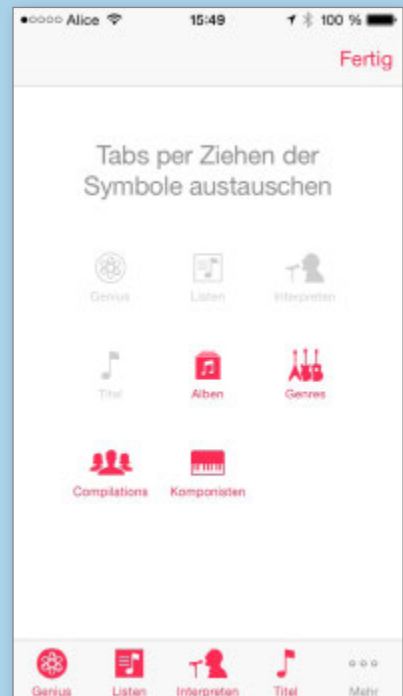 Alice 15:49 100 %
Fertig
Tabs per Ziehen der
Symbole austauschen
Genius Listen Interpreten
Titel Alben Genres
Compilations Komponisten
Genius Listen Interpreten Titel Mehr